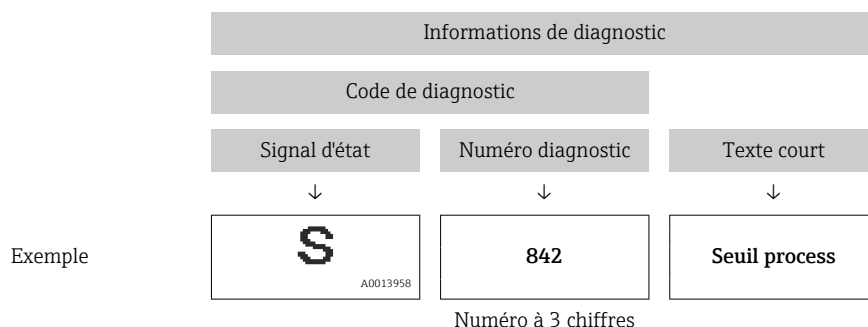 Informations de diagnostic
Code de diagnostic
Signal d'état Numéro diagnostic Texte court
↓ ↓ ↓
Exemple S 842 Seuil process
A0013958
Numéro à 3 chiffres